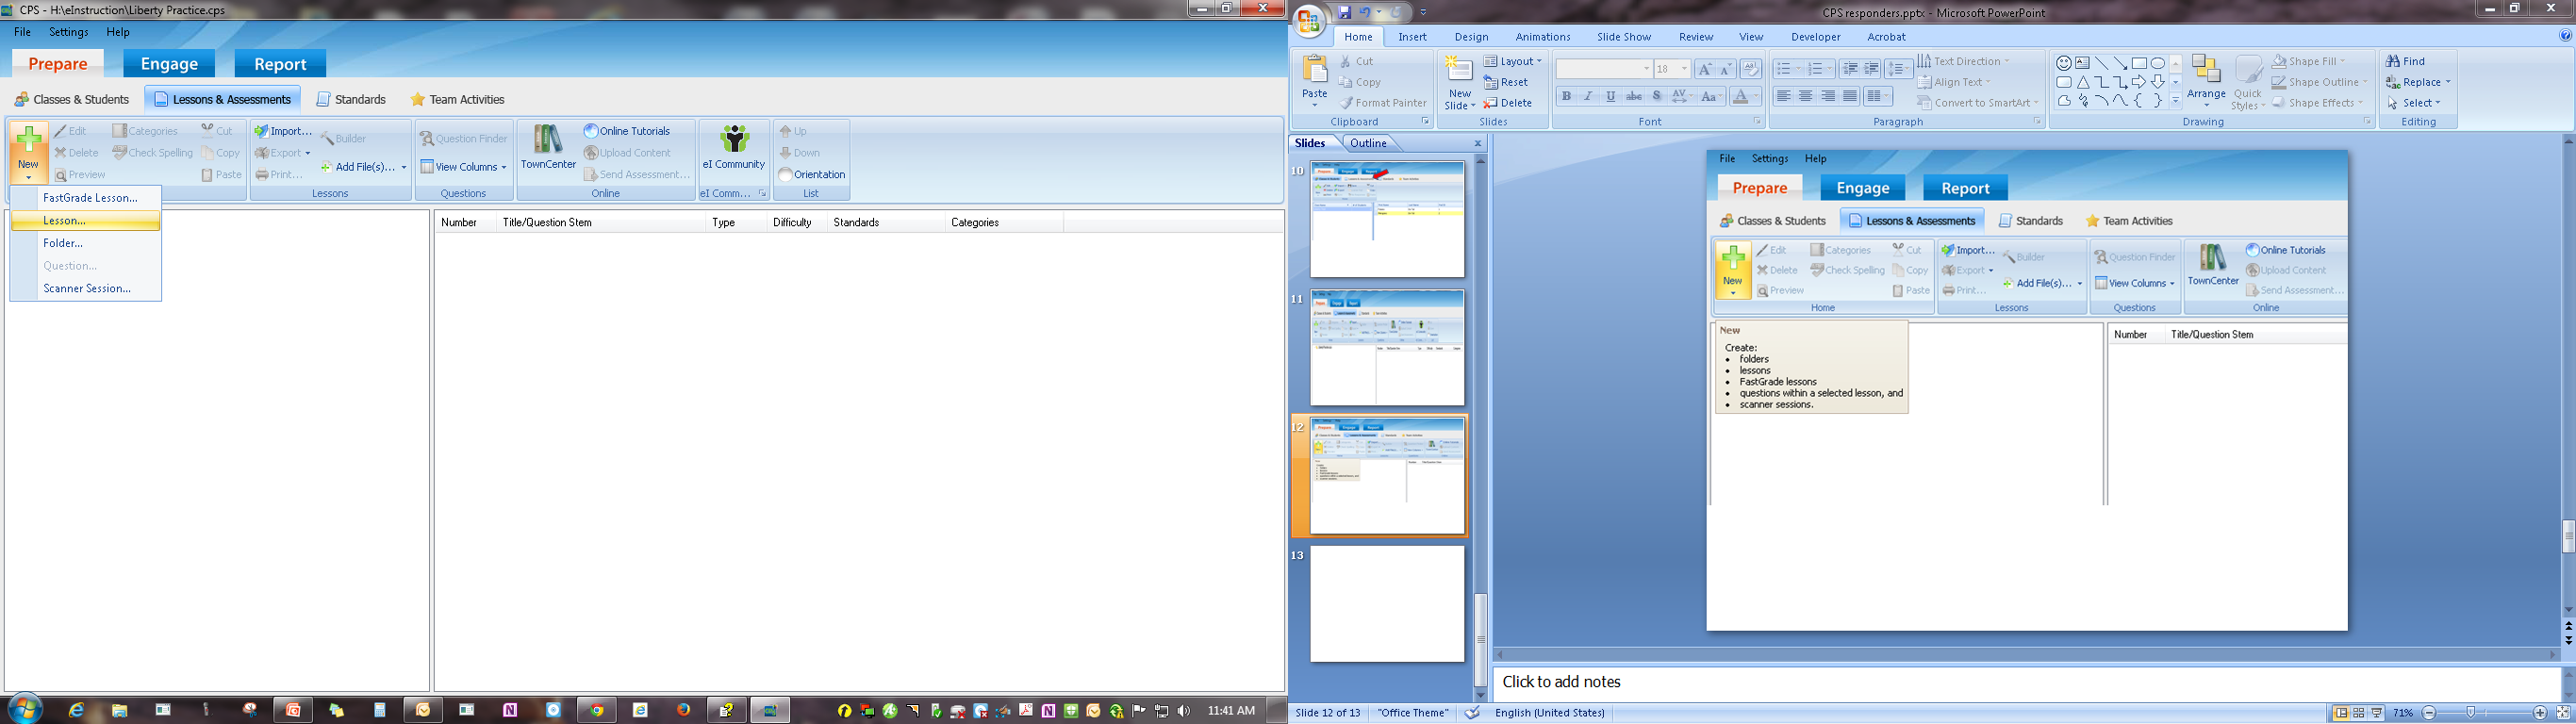 CPS - H:\eInstruction\Liberty Practice.cps
File Settings Help
Prepare Engage Report
Classes & Students Lessons & Assessments Standards Team Activities
New
Edit Categories Cut
Delete Check Spelling Copy
Preview Paste
Import... Builder
Export
Print... Add File(s)...
Lessons
Question Finder
View Columns
Questions
TownCenter
Online Tutorials
Upload Content
Send Assessment...
Online
eI Community
eI Comm...
Up
Down
Orientation
List
FastGrade Lesson...
Lesson...
Folder...
Question...
Scanner Session...
Number Title/Question Stem Type Difficulty Standards Categories
11:41 AM
CPS responders.pptx - Microsoft PowerPoint
Home Insert Design Animations Slide Show Review View Developer Acrobat
Paste
Cut
Copy
Format Painter
Clipboard
New Slide
Layout
Reset
Delete
Slides
18
B I U abc S AV Aa A
Font
Text Direction
Align Text
Convert to SmartArt
Paragraph
Arrange
Quick Styles
Shape Fill
Shape Outline
Shape Effects
Drawing
Find
Replace
Select
Editing
Slides Outline
10
11
12
13
File Settings Help
Prepare Engage Report
Classes & Students Lessons & Assessments Standards Team Activities
New
Edit Categories Cut
Delete Check Spelling Copy
Preview Paste
Home
Import... Builder
Export
Print... Add File(s)...
Lessons
Question Finder
View Columns
Questions
TownCenter
Online Tutorials
Upload Content
Send Assessment...
Online
New
Create:
• folders
• lessons
• FastGrade lessons
• questions within a selected lesson, and
• scanner sessions.
Number Title/Question Stem
Click to add notes
Slide 12 of 13 "Office Theme" English (United States) 71%